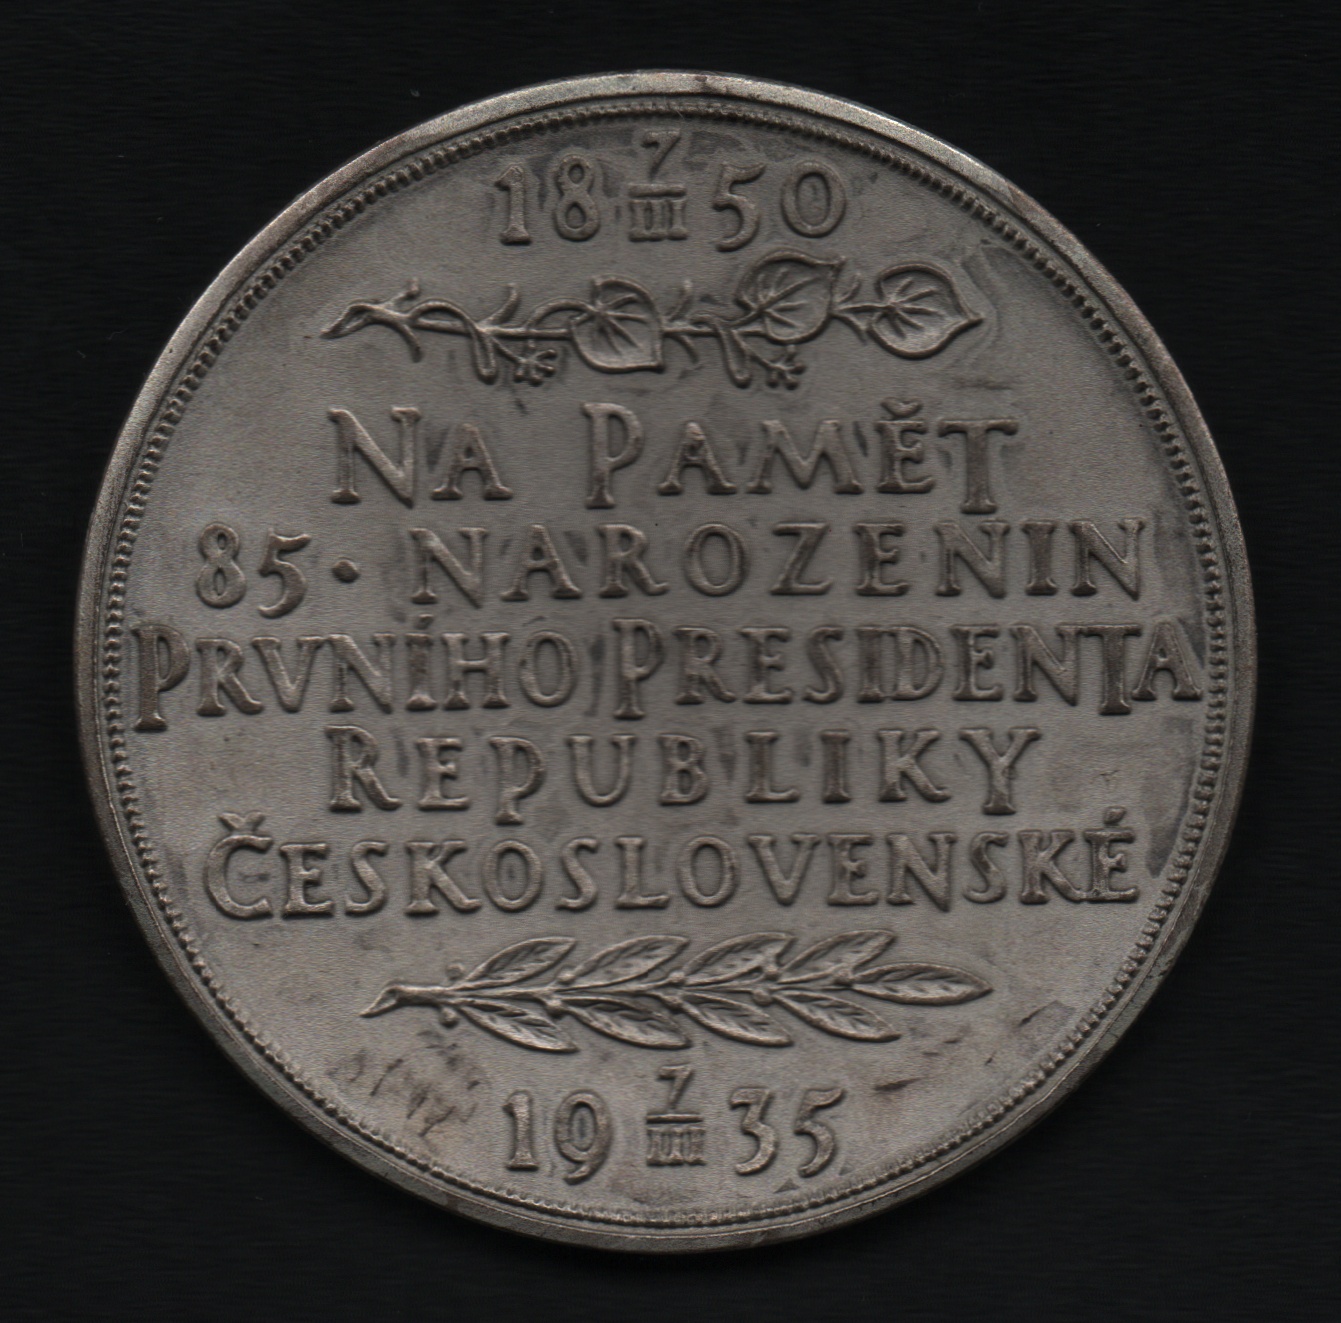 18 7/III 50
NA PAMĚT
85. NAROZENIN
PRVNÍHO PRESIDENTA
REPUBLIKY
ČESKOSLOVENSKÉ
19 7/III 35